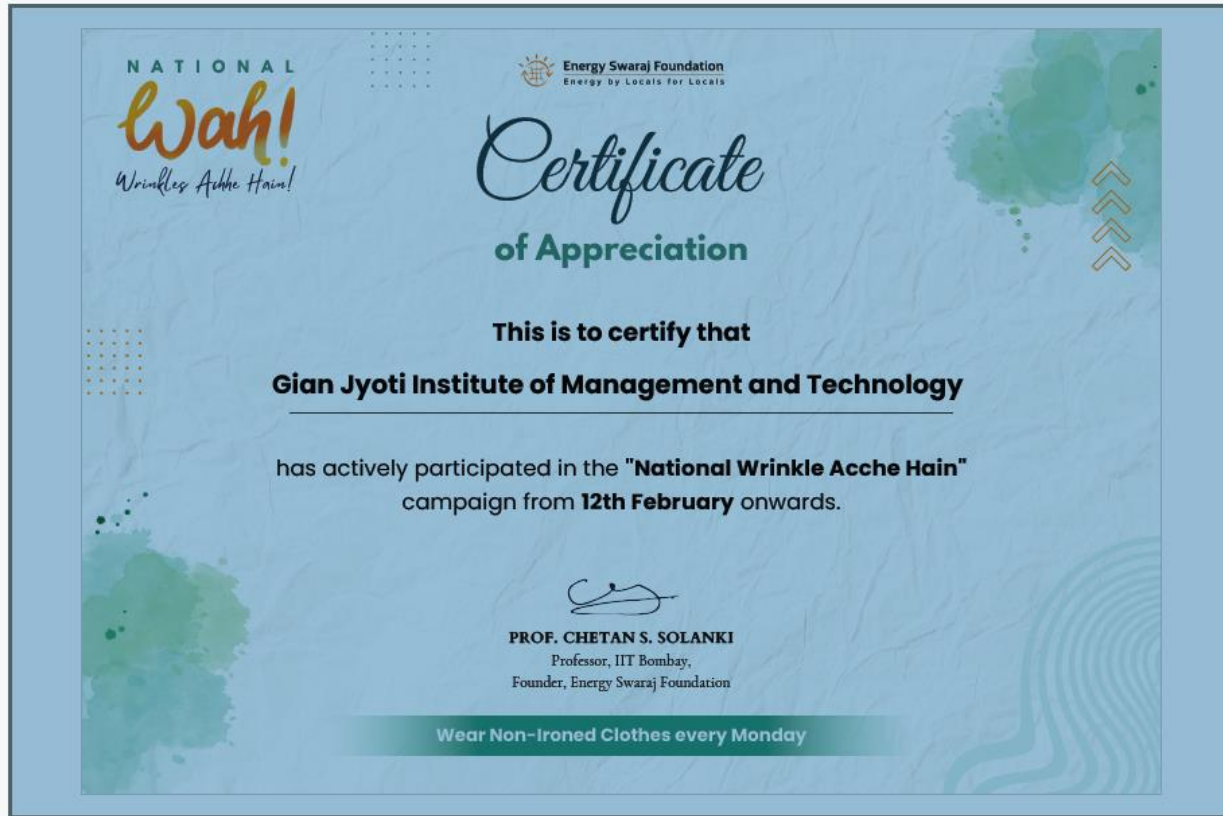 NATIONAL
Wah!
Wrinkles Achhe Hain!
Energy Swaraj Foundation
Energy by Locals for Locals
Certificate
of Appreciation
This is to certify that
Gian Jyoti Institute of Management and Technology
has actively participated in the "National Wrinkle Acche Hain"
campaign from 12th February onwards.
PROF. CHETAN S. SOLANKI
Professor, IIT Bombay,
Founder, Energy Swaraj Foundation
Wear Non-Ironed Clothes every Monday